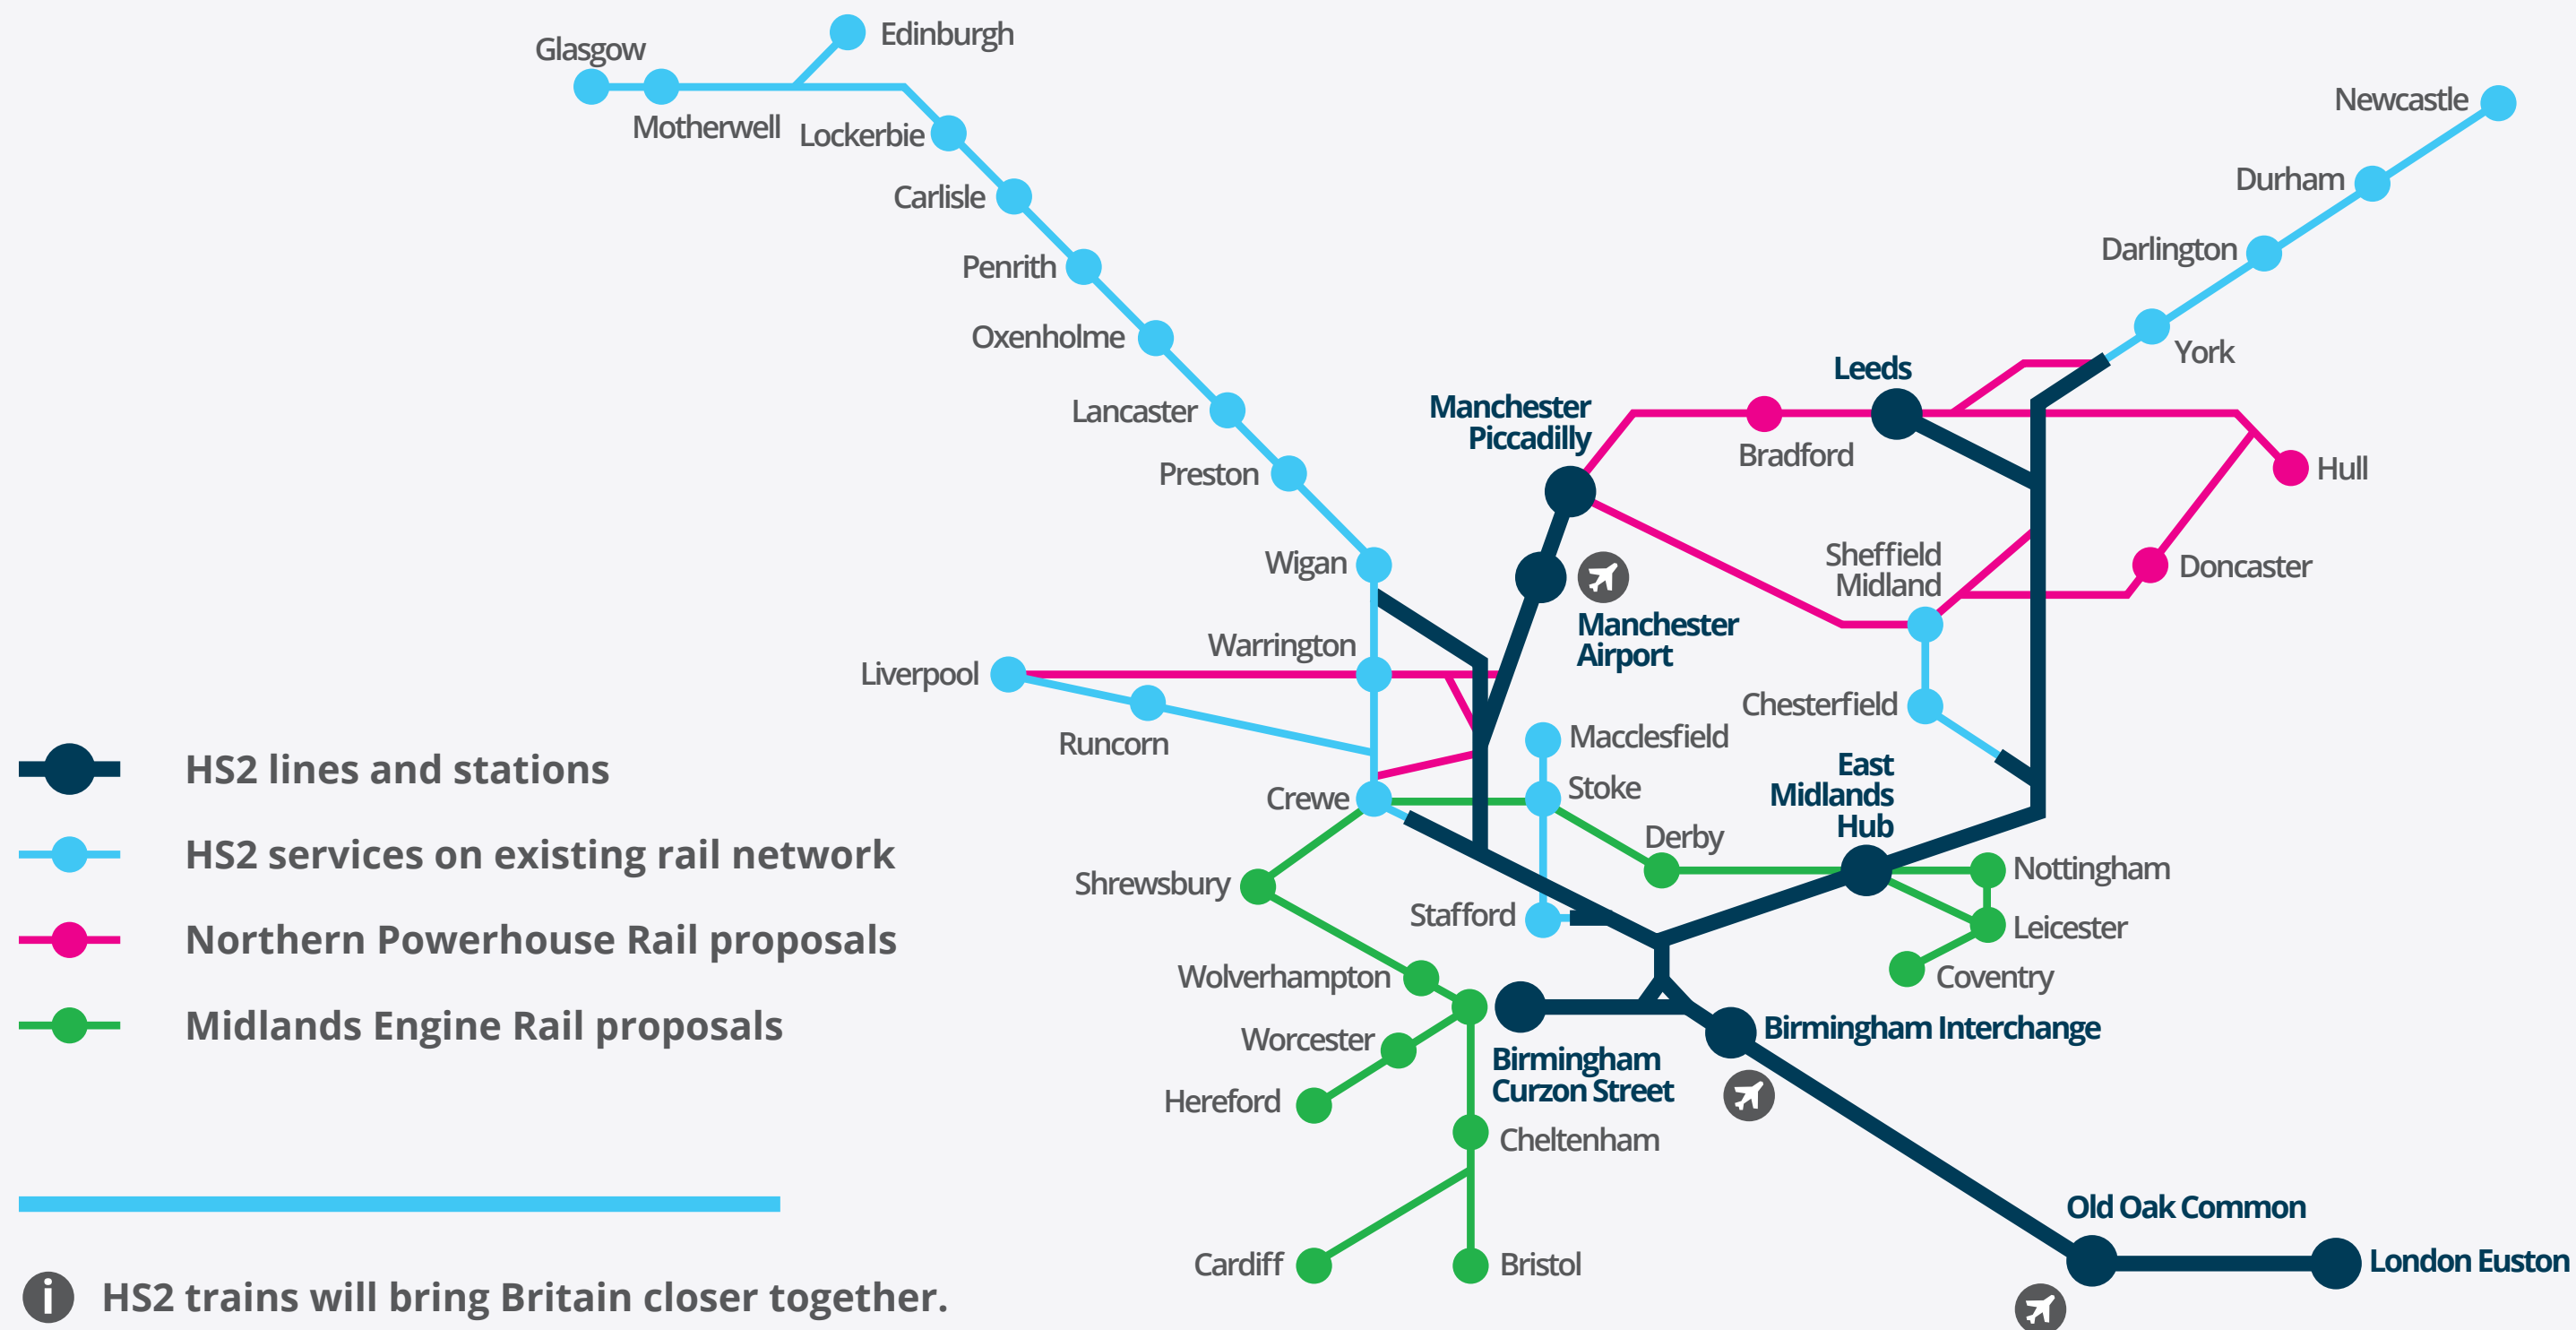 Edinburgh
Glasgow
Motherwell
Lockerbie
Newcastle
Carlisle
Durham
Darlington
Penrith
Oxenholme
York
Leeds
Lancaster
Manchester
Piccadilly
Bradford
Hull
Preston
Wigan
Sheffield
Midland
Doncaster
Manchester
Airport
Warrington
Liverpool
Runcorn
Chesterfield
Macclesfield
East
Midlands
Hub
Crewe
Stoke
Derby
Nottingham
Shrewsbury
Stafford
Leicester
Coventry
Wolverhampton
Birmingham Interchange
Worcester
Birmingham
Curzon Street
Hereford
Cheltenham
Old Oak Common
Cardiff
Bristol
London Euston
HS2 lines and stations
HS2 services on existing rail network
Northern Powerhouse Rail proposals
Midlands Engine Rail proposals
i HS2 trains will bring Britain closer together.